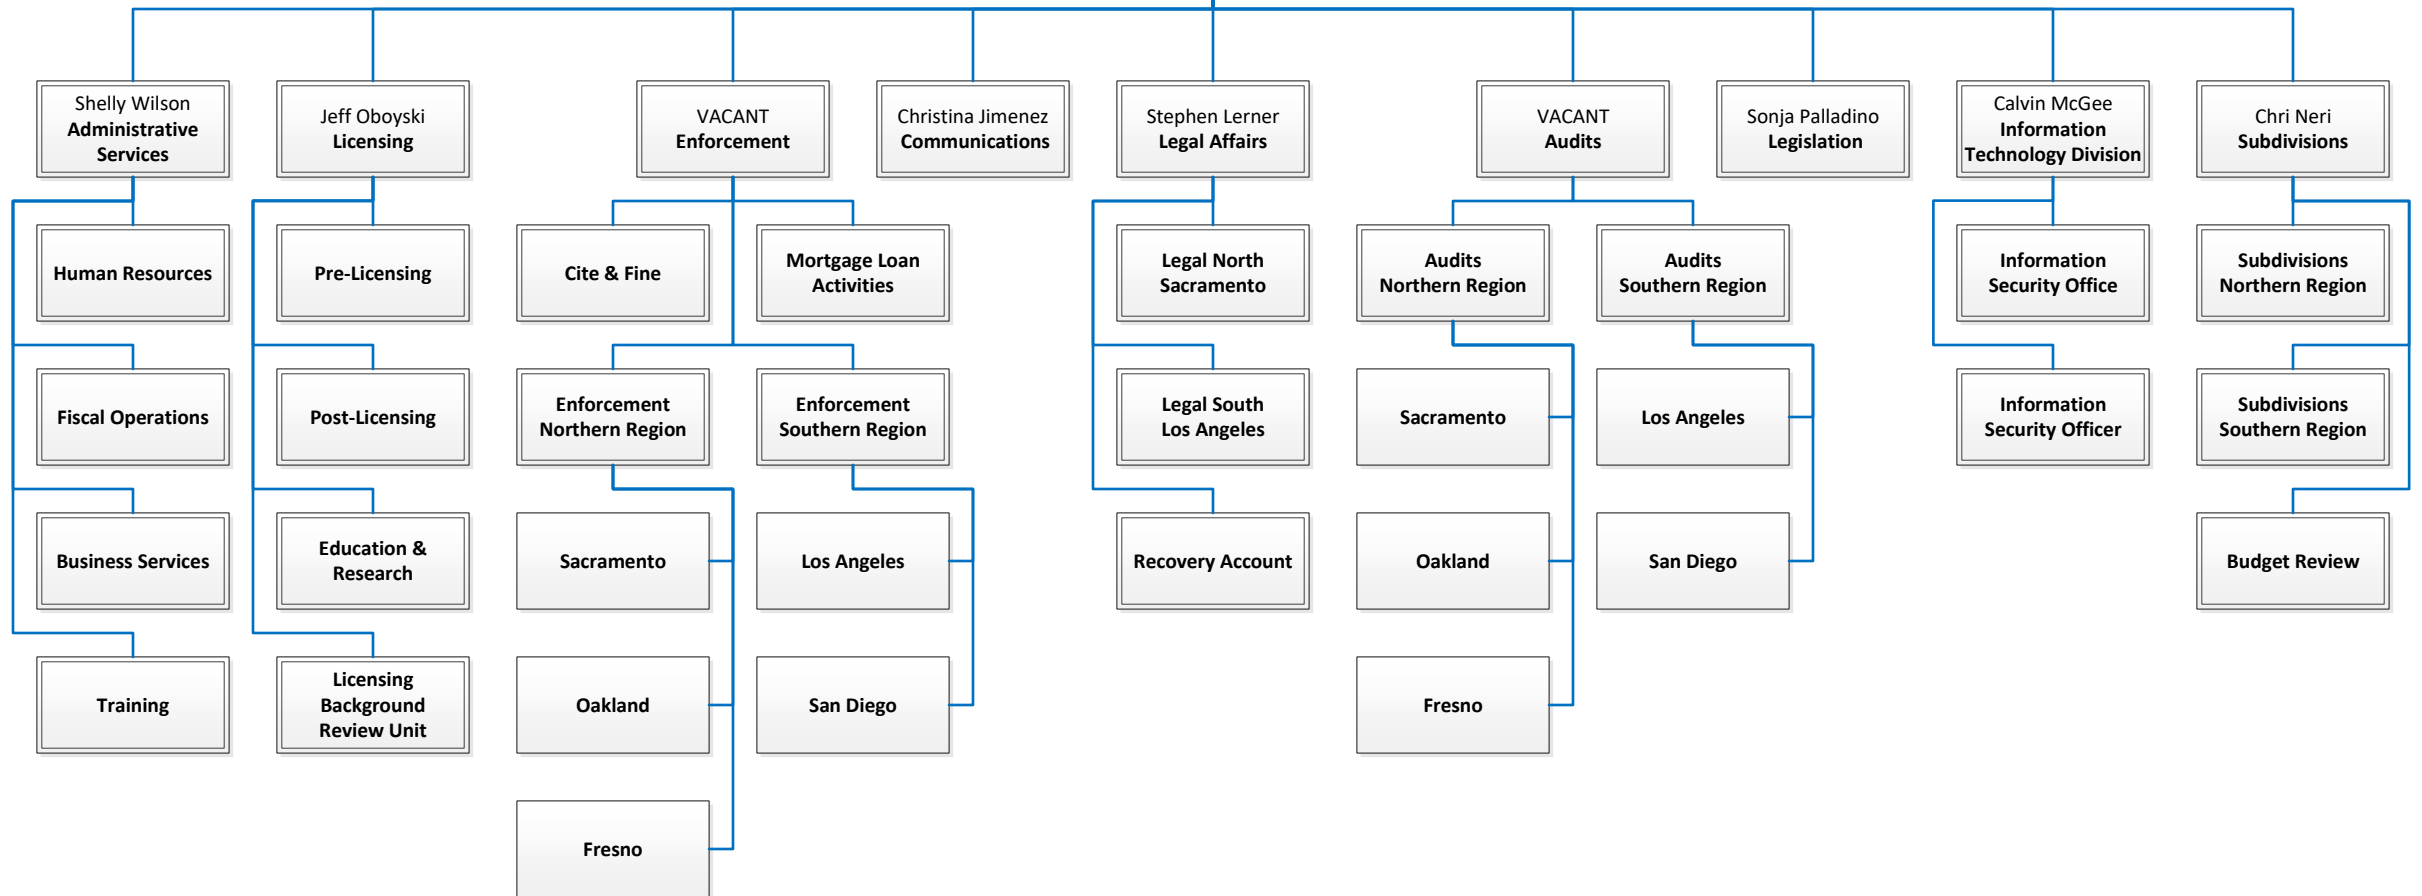 Shelly Wilson
Administrative
Services
Jeff Oboyski
Licensing
VACANT
Enforcement
Christina Jimenez
Communications
Stephen Lerner
Legal Affairs
VACANT
Audits
Sonja Palladino
Legislation
Calvin McGee
Information
Technology Division
Chri Neri
Subdivisions
Human Resources
Pre-Licensing
Cite & Fine
Mortgage Loan
Activities
Legal North
Sacramento
Audits
Northern Region
Audits
Southern Region
Information
Security Office
Subdivisions
Northern Region
Fiscal Operations
Post-Licensing
Enforcement
Northern Region
Enforcement
Southern Region
Legal South
Los Angeles
Sacramento
Los Angeles
Information
Security Officer
Subdivisions
Southern Region
Business Services
Education &
Research
Sacramento
Los Angeles
Recovery Account
Oakland
San Diego
Budget Review
Training
Licensing
Background
Review Unit
Oakland
San Diego
Fresno
Fresno